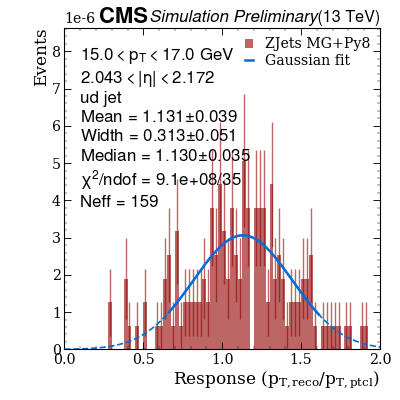 1e-6 CMS Simulation Preliminary (13 TeV)
Events
ZJets MG+Py8
Gaussian fit
15.0 < p_T < 17.0 GeV
2.043 < |η| < 2.172
ud jet
Mean = 1.131±0.039
Width = 0.313±0.051
Median = 1.130±0.035
χ²/ndof = 9.1e+08/35
Neff = 159
8
7
6
5
4
3
2
1
0
0.0 0.5 1.0 1.5 2.0
Response (p_T,reco/p_T,ptcl)